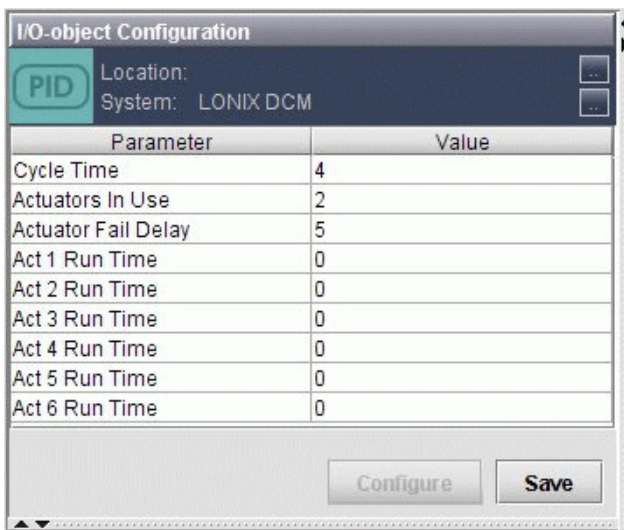 I/O-object Configuration
PID
Location:
..
System: LONIX DCM
..
Parameter Value
Cycle Time 4
Actuators In Use 2
Actuator Fail Delay 5
Act 1 Run Time 0
Act 2 Run Time 0
Act 3 Run Time 0
Act 4 Run Time 0
Act 5 Run Time 0
Act 6 Run Time 0
Configure Save